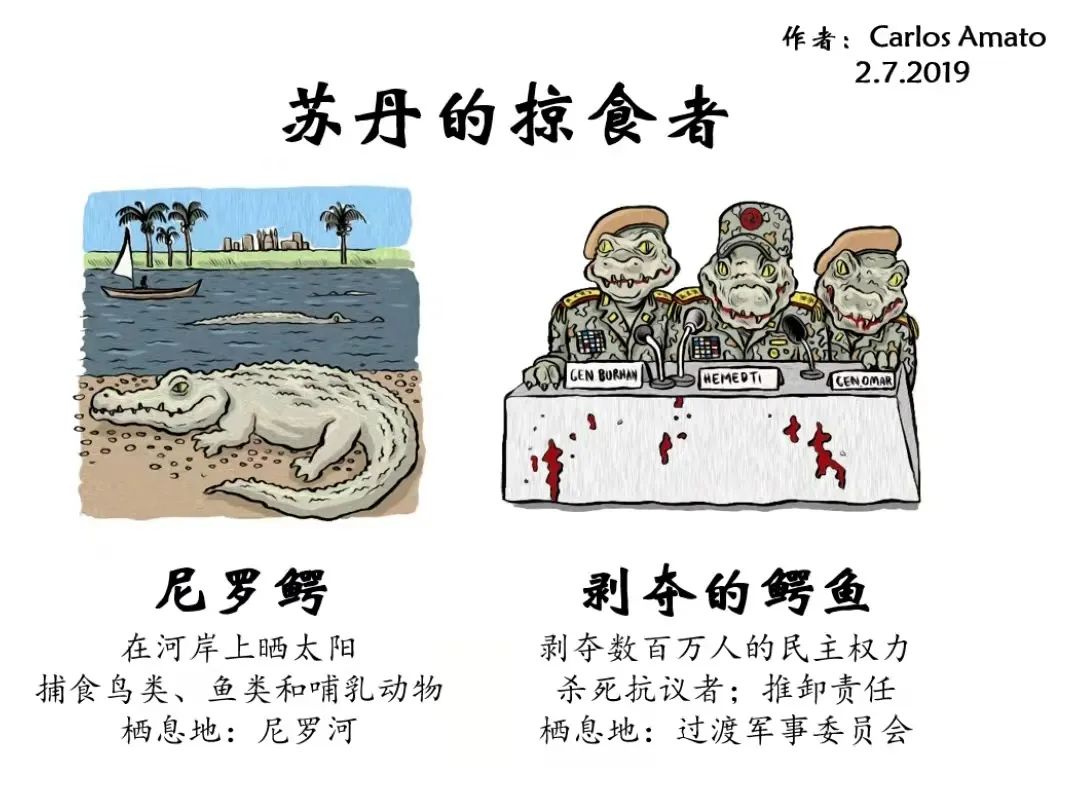 作者：Carlos Amato
2.7.2019
苏丹的掠食者
GEN BURHAN
HEMEDTI
GEN OMAR
尼罗鳄
在河岸上晒太阳
捕食鸟类、鱼类和哺乳动物
栖息地：尼罗河
剥夺的鳄鱼
剥夺数百万人的民主权力
杀死抗议者；推卸责任
栖息地：过渡军事委员会